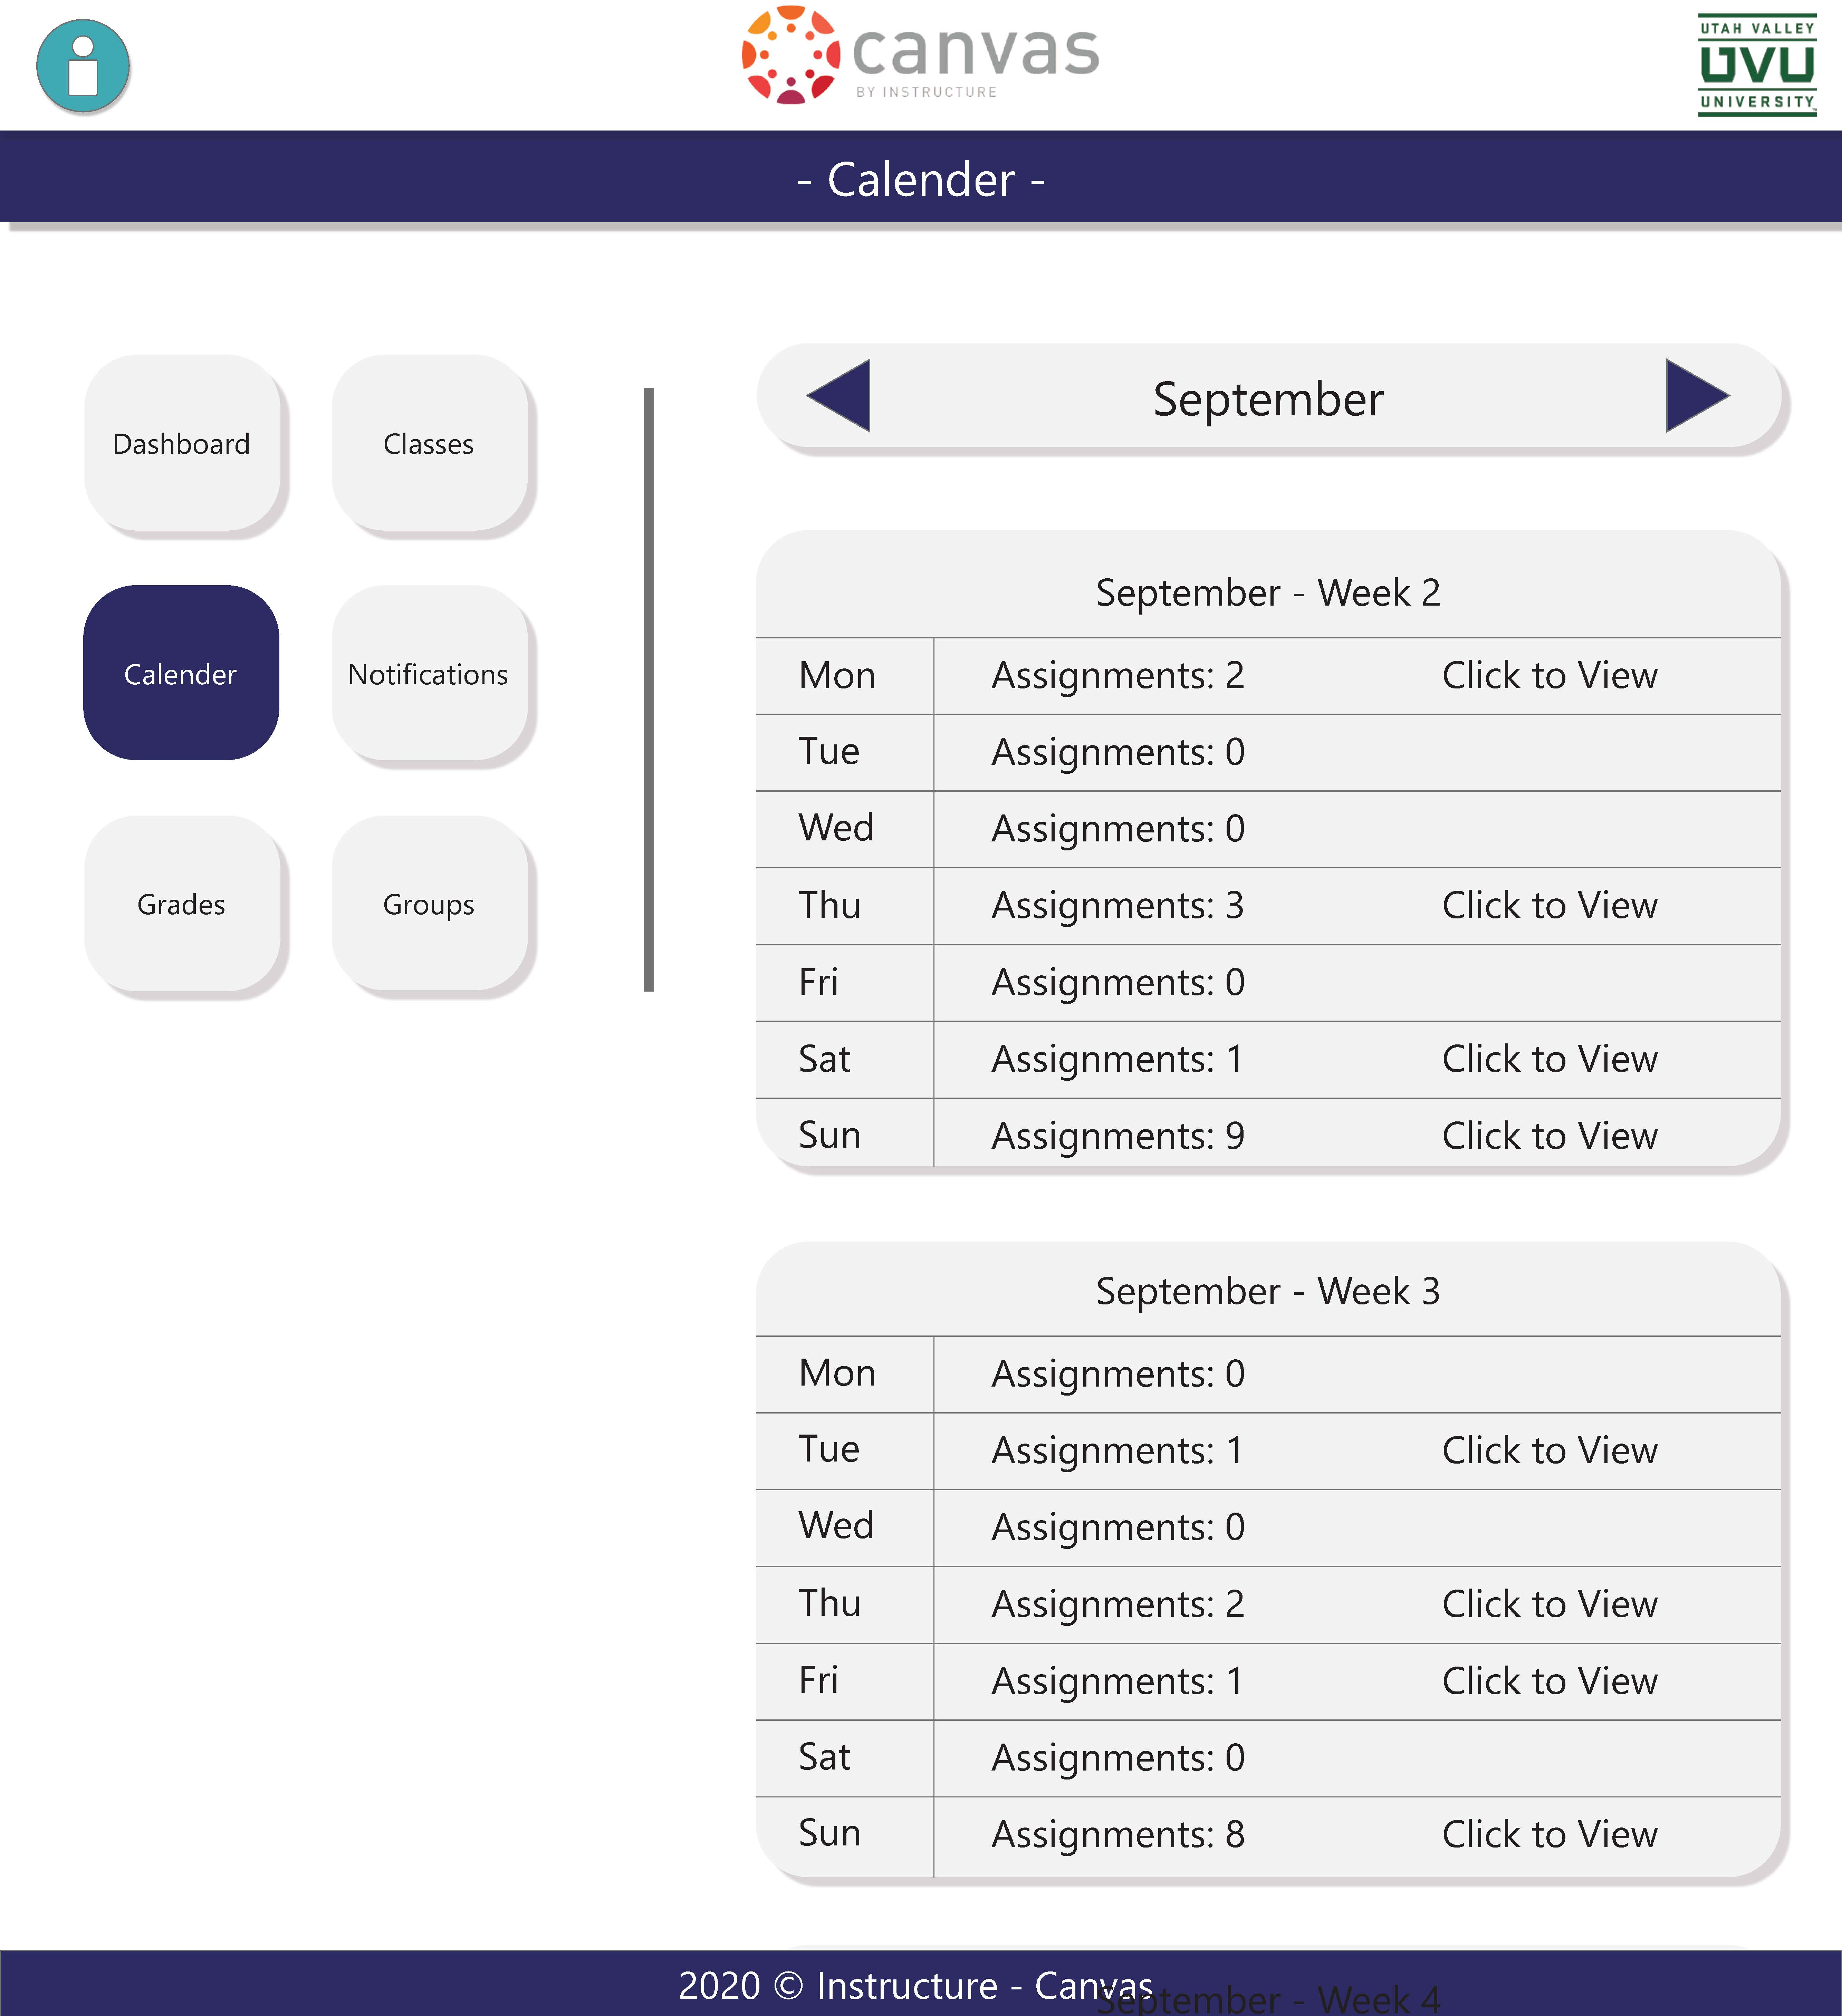 canvas
BY INSTRUCTURE
UTAH VALLEY
UVU
UNIVERSITY
- Calender -
Dashboard
Classes
Calender
Notifications
Grades
Groups
September
September - Week 2
Mon Assignments: 2 Click to View
Tue Assignments: 0
Wed Assignments: 0
Thu Assignments: 3 Click to View
Fri Assignments: 0
Sat Assignments: 1 Click to View
Sun Assignments: 9 Click to View
September - Week 3
Mon Assignments: 0
Tue Assignments: 1 Click to View
Wed Assignments: 0
Thu Assignments: 2 Click to View
Fri Assignments: 1 Click to View
Sat Assignments: 0
Sun Assignments: 8 Click to View
2020 © Instructure - Canvas
September - Week 4